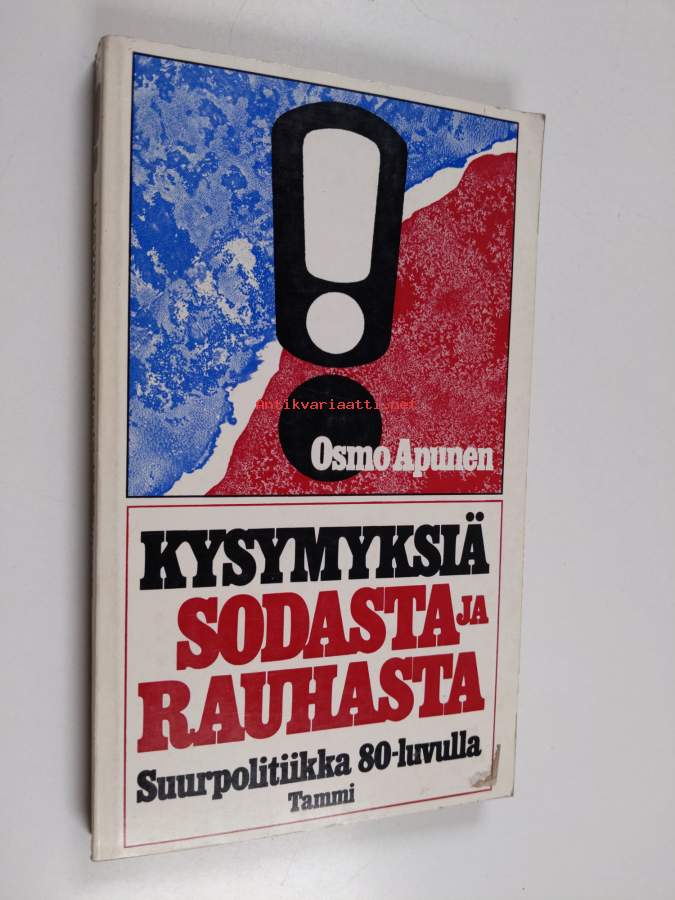 Antikvariaatti.net
Osmo Apunen
KYSYMYKSIÄ
SODASTA JA
RAUHASTA
Suurpolitiikka 80-luvulla
Tammi